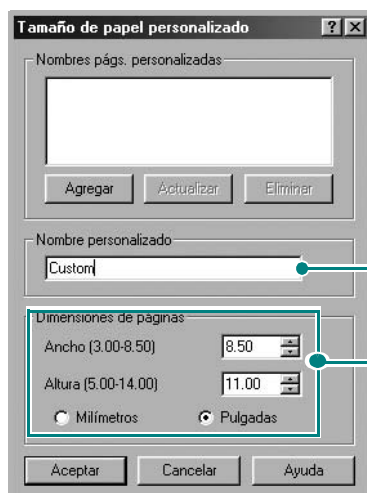 Tamaño de papel personalizado
Nombres págs. personalizadas
Agregar Actualizar Eliminar
Nombre personalizado
Custom
Dimensiones de páginas
Ancho (3.00-8.50) 8.50
Altura (5.00-14.00) 11.00
Milímetros Pulgadas
Aceptar Cancelar Ayuda